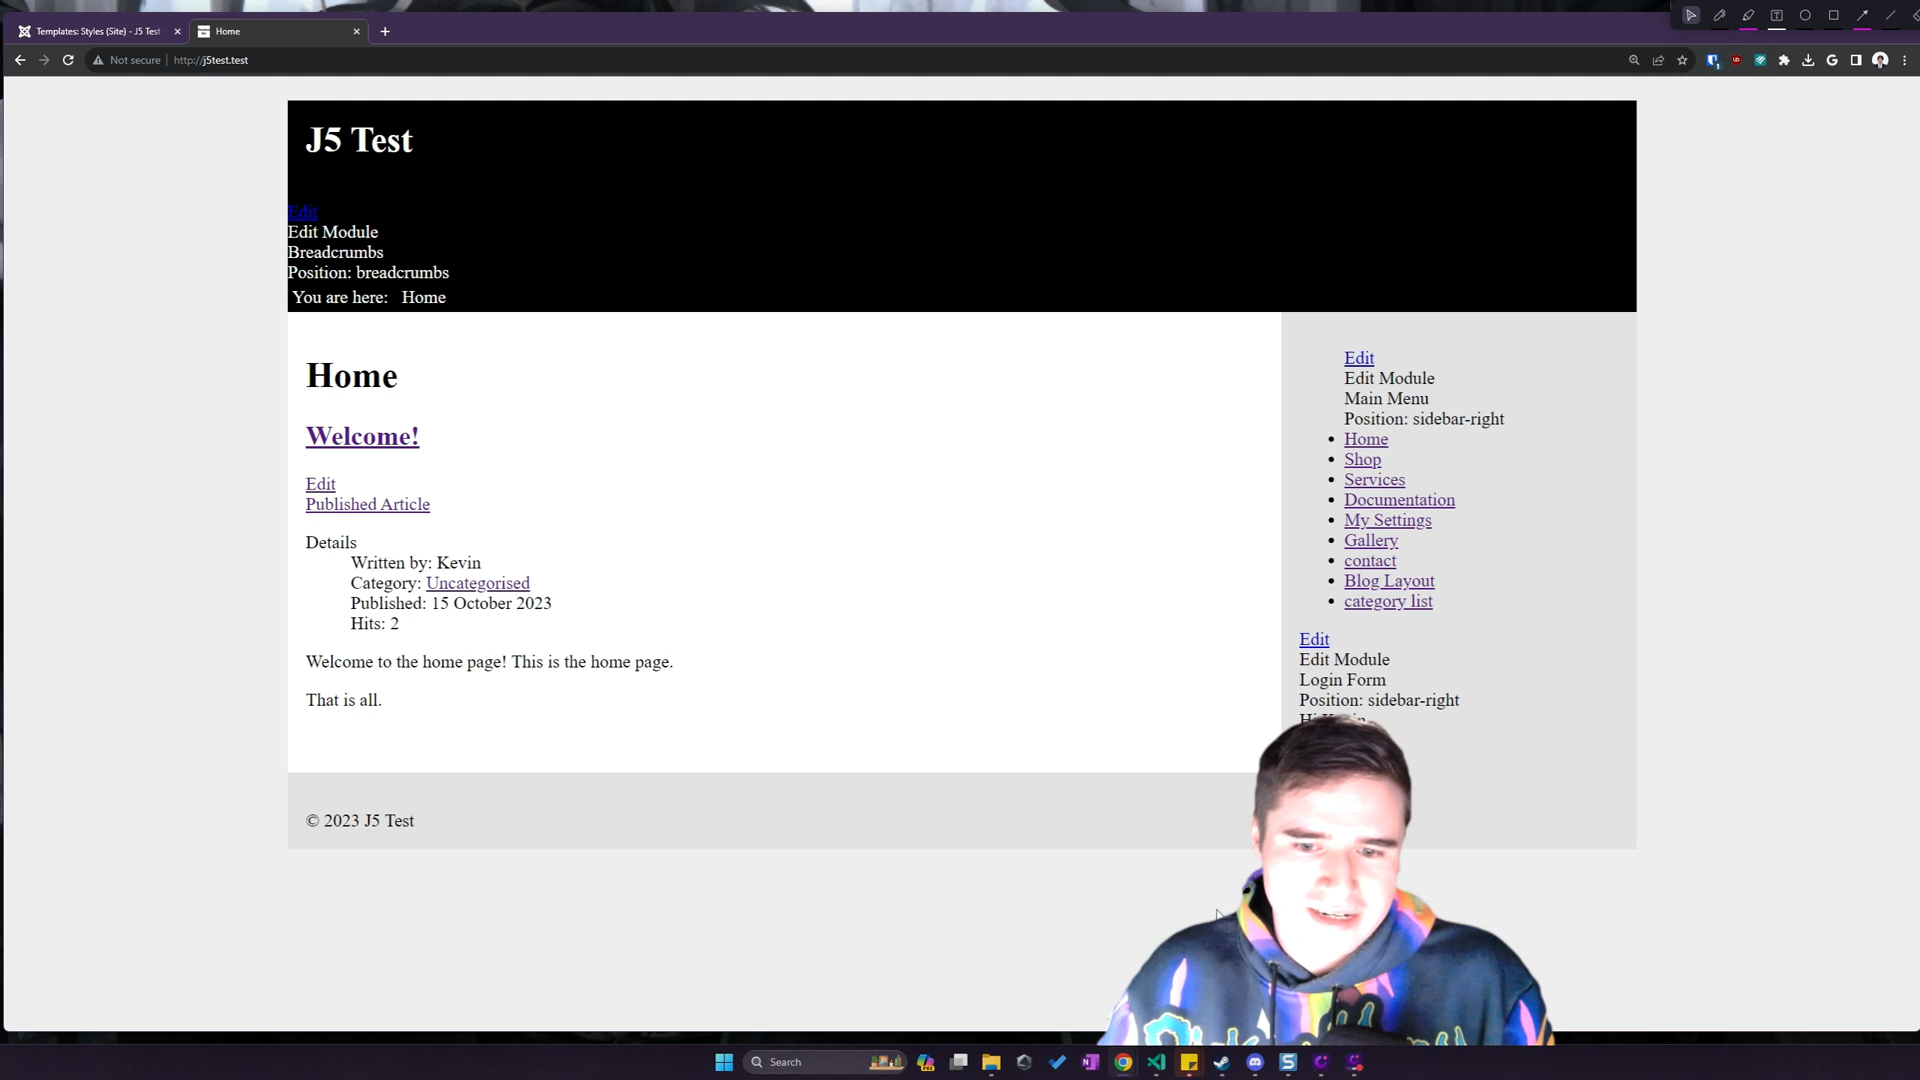 Templates: Styles (Site) - J5 Test
Home
Not secure
http://j5test.test
J5 Test
Edit
Edit Module
Breadcrumbs
Position: breadcrumbs
You are here: Home
Home
Welcome!
Edit
Published Article
Details
Written by: Kevin
Category: Uncategorised
Published: 15 October 2023
Hits: 2
Welcome to the home page! This is the home page.
That is all.
Edit
Edit Module
Main Menu
Position: sidebar-right
Home
Shop
Services
Documentation
My Settings
Gallery
contact
Blog Layout
category list
Edit
Edit Module
Login Form
Position: sidebar-right
© 2023 J5 Test
Search